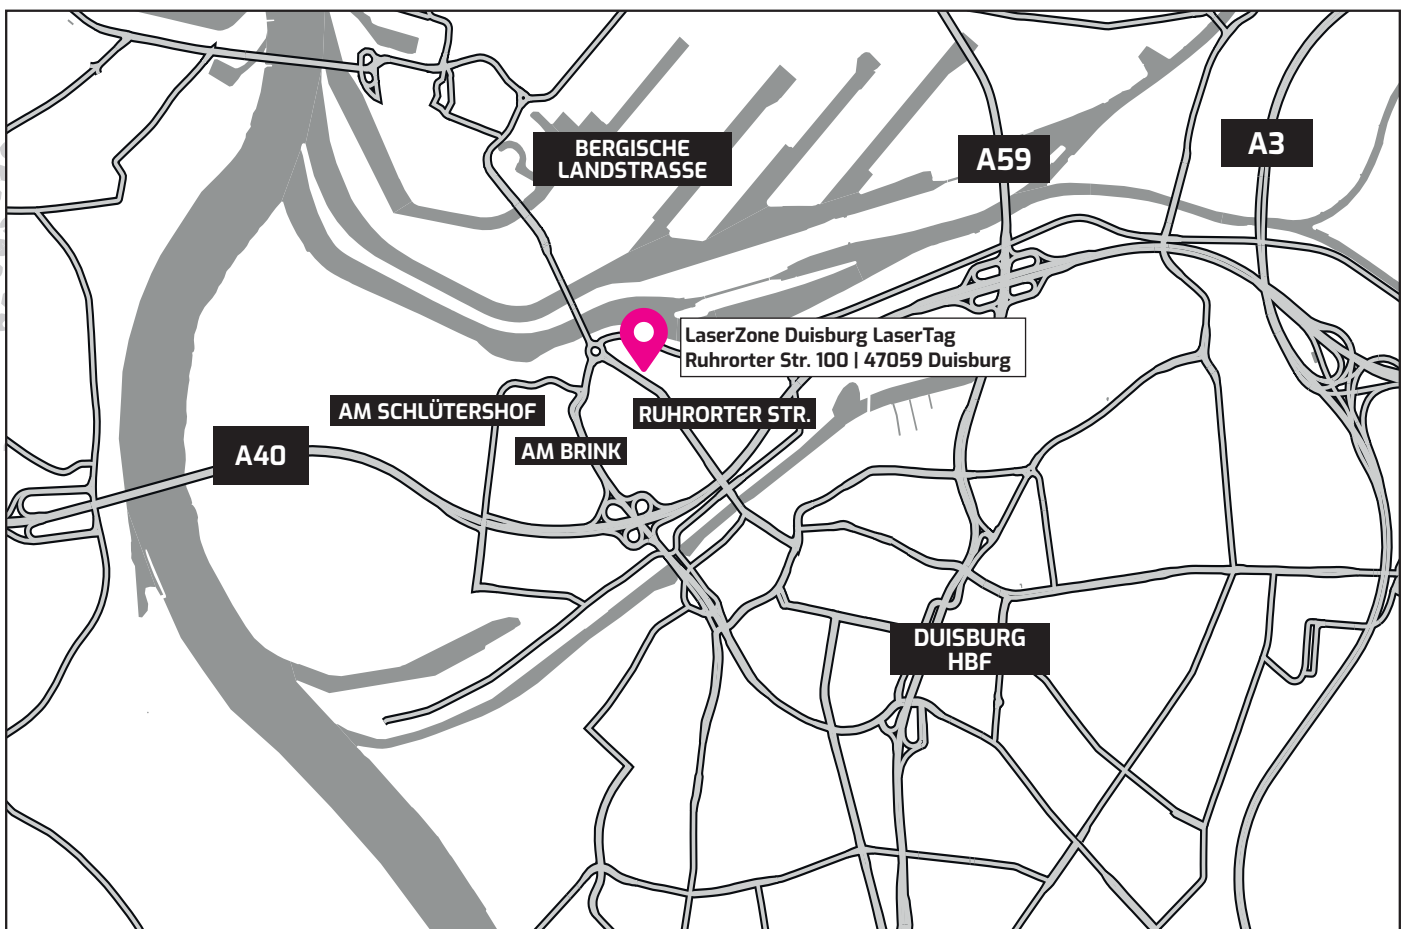 BERGISCHE
LANDSTRASSE
A59
A3
LaserZone Duisburg LaserTag
Ruhrorter Str. 100 | 47059 Duisburg
AM SCHLÜTERSHOF
RUHRORTER STR.
AM BRINK
A40
DUISBURG
HBF